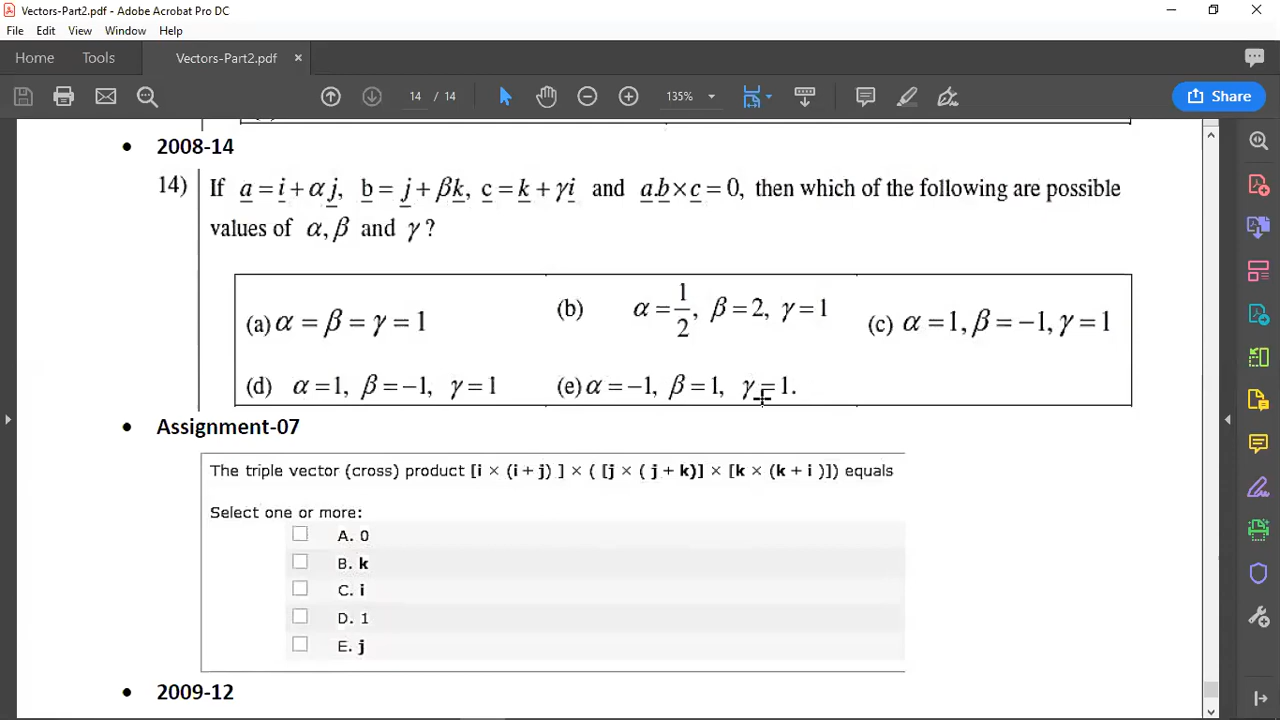 Vectors-Part2.pdf - Adobe Acrobat Pro DC
File Edit View Window Help
Home Tools Vectors-Part2.pdf ×
14 / 14 135% Share
• 2008-14
14) If a = i + α j, b = j + βk, c = k + γi and a.b × c = 0, then which of the following are possible
values of α, β and γ ?
(a) α = β = γ = 1 (b) α = 1/2, β = 2, γ = 1 (c) α = 1, β = −1, γ = 1
(d) α = 1, β = −1, γ = 1 (e) α = −1, β = 1, γ = 1.
• Assignment-07
The triple vector (cross) product [i × (i + j) ] × ( [j × ( j + k)] × [k × (k + i )]) equals
Select one or more:
A. 0
B. k
C. i
D. 1
E. j
• 2009-12